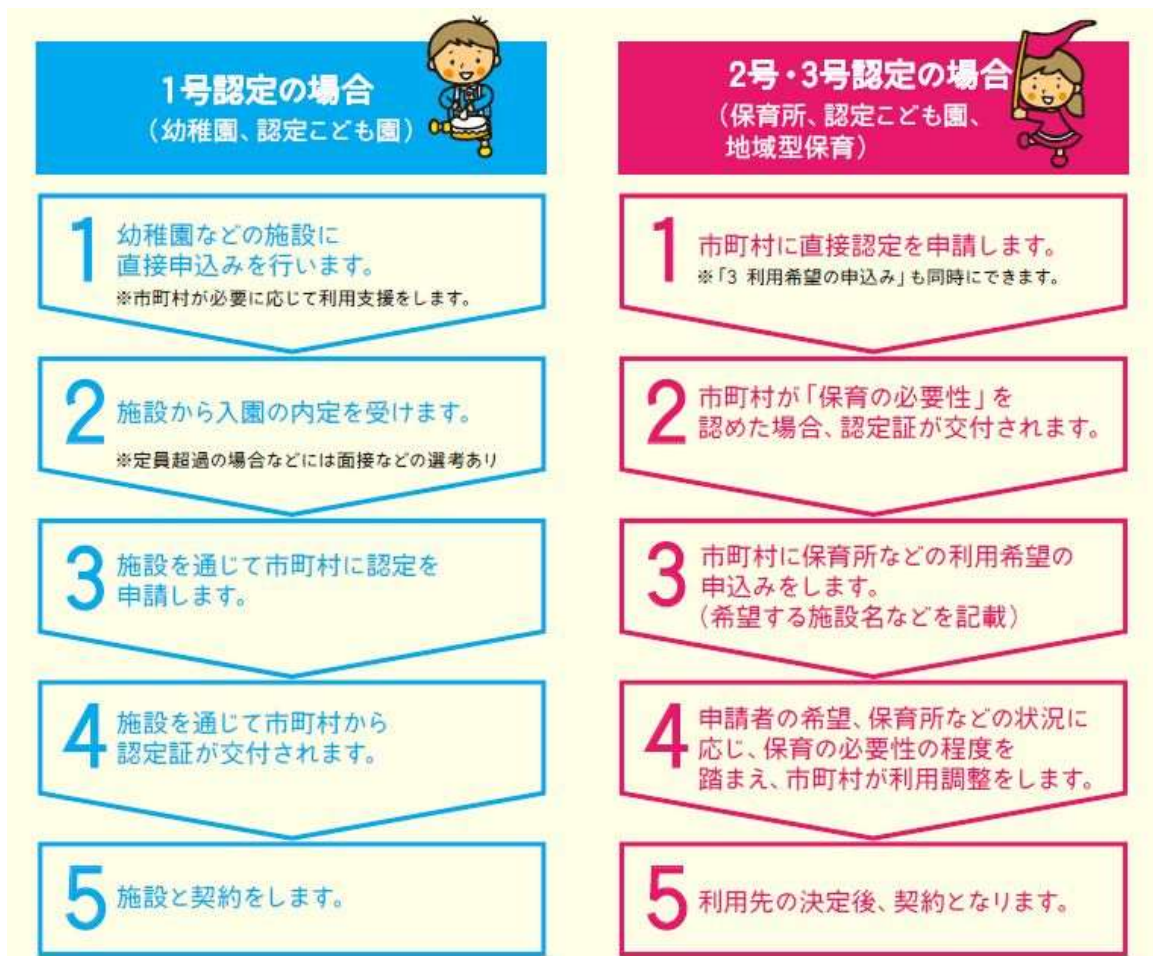 1号認定の場合
(幼稚園、認定こども園)
1
幼稚園などの施設に
直接申込みを行います。
※市町村が必要に応じて利用支援をします。
2
施設から入園の内定を受けます。
※定員超過の場合などには面接などの選考あり
3
施設を通じて市町村に認定を
申請します。
4
施設を通じて市町村から
認定証が交付されます。
5
施設と契約をします。
2号・3号認定の場合
(保育所、認定こども園、
地域型保育)
1
市町村に直接認定を申請します。
※「3 利用希望の申込み」も同時にできます。
2
市町村が「保育の必要性」を
認めた場合、認定証が交付されます。
3
市町村に保育所などの利用希望の
申込みをします。
(希望する施設名などを記載)
4
申請者の希望、保育所などの状況に
応じ、保育の必要性の程度を
踏まえ、市町村が利用調整をします。
5
利用先の決定後、契約となります。